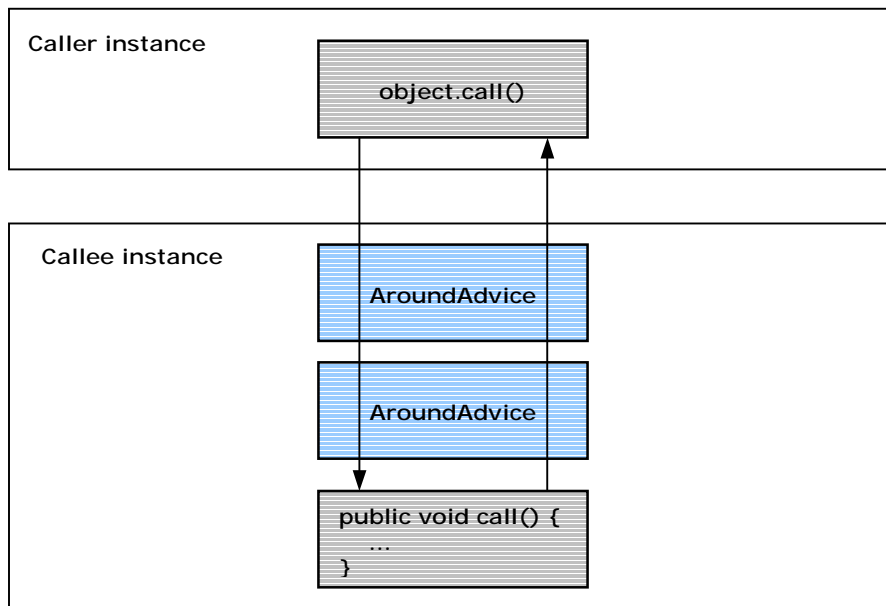 Caller instance
object.call()
Callee instance
AroundAdvice
AroundAdvice
public void call() {
...
}